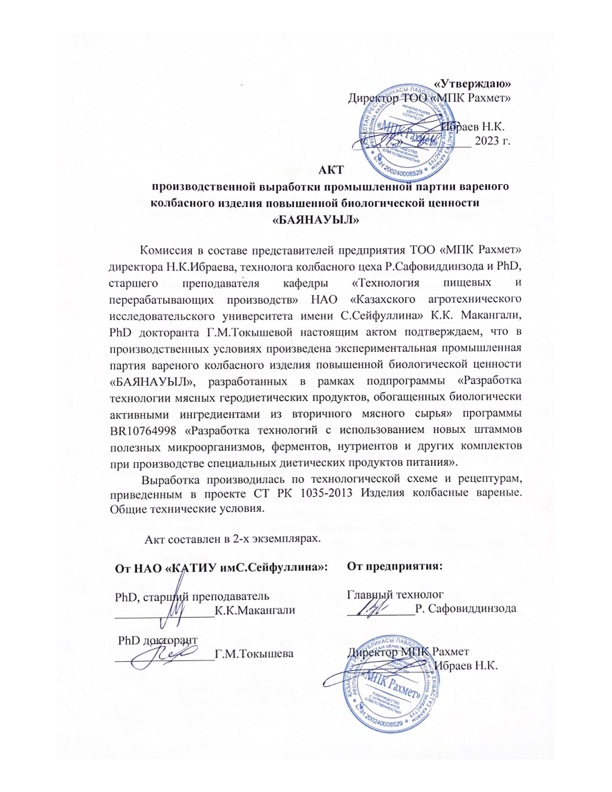 «Утверждаю»
Директор ТОО «МПК Рахмет»
Ибраев Н.К.
2023 г.
«МПК Рахмет»
АКТ
производственной выработки промышленной партии вареного
колбасного изделия повышенной биологической ценности
«БАЯНАУЫЛ»
Комиссия в составе представителей предприятия ТОО «МПК Рахмет»
директора Н.К.Ибраева, технолога колбасного цеха Р.Сафовиддинзода и PhD,
старшего преподавателя кафедры «Технология пищевых и
перерабатывающих производств» НАО «Казахского агротехнического
исследовательского университета имени С.Сейфуллина» К.К. Макангали,
PhD докторанта Г.М.Токышевой настоящим актом подтверждаем, что в
производственных условиях произведена экспериментальная промышленная
партия вареного колбасного изделия повышенной биологической ценности
«БАЯНАУЫЛ», разработанных в рамках подпрограммы «Разработка
технологии мясных геродиетических продуктов, обогащенных биологически
активными ингредиентами из вторичного мясного сырья» программы
BR10764998 «Разработка технологий с использованием новых штаммов
полезных микроорганизмов, ферментов, нутриентов и других комплектов
при производстве специальных диетических продуктов питания».
Выработка производилась по технологической схеме и рецептурам,
приведенным в проекте СТ РК 1035-2013 Изделия колбасные вареные.
Общие технические условия.
Акт составлен в 2-х экземплярах.
От НАО «КАТИУ имС.Сейфуллина»: От предприятия:
PhD, старший преподаватель Главный технолог
К.К.Макангали Р. Сафовиддинзода
PhD докторант Директор МПК Рахмет
Г.М.Токышева Ибраев Н.К.
«МПК Рахмет»